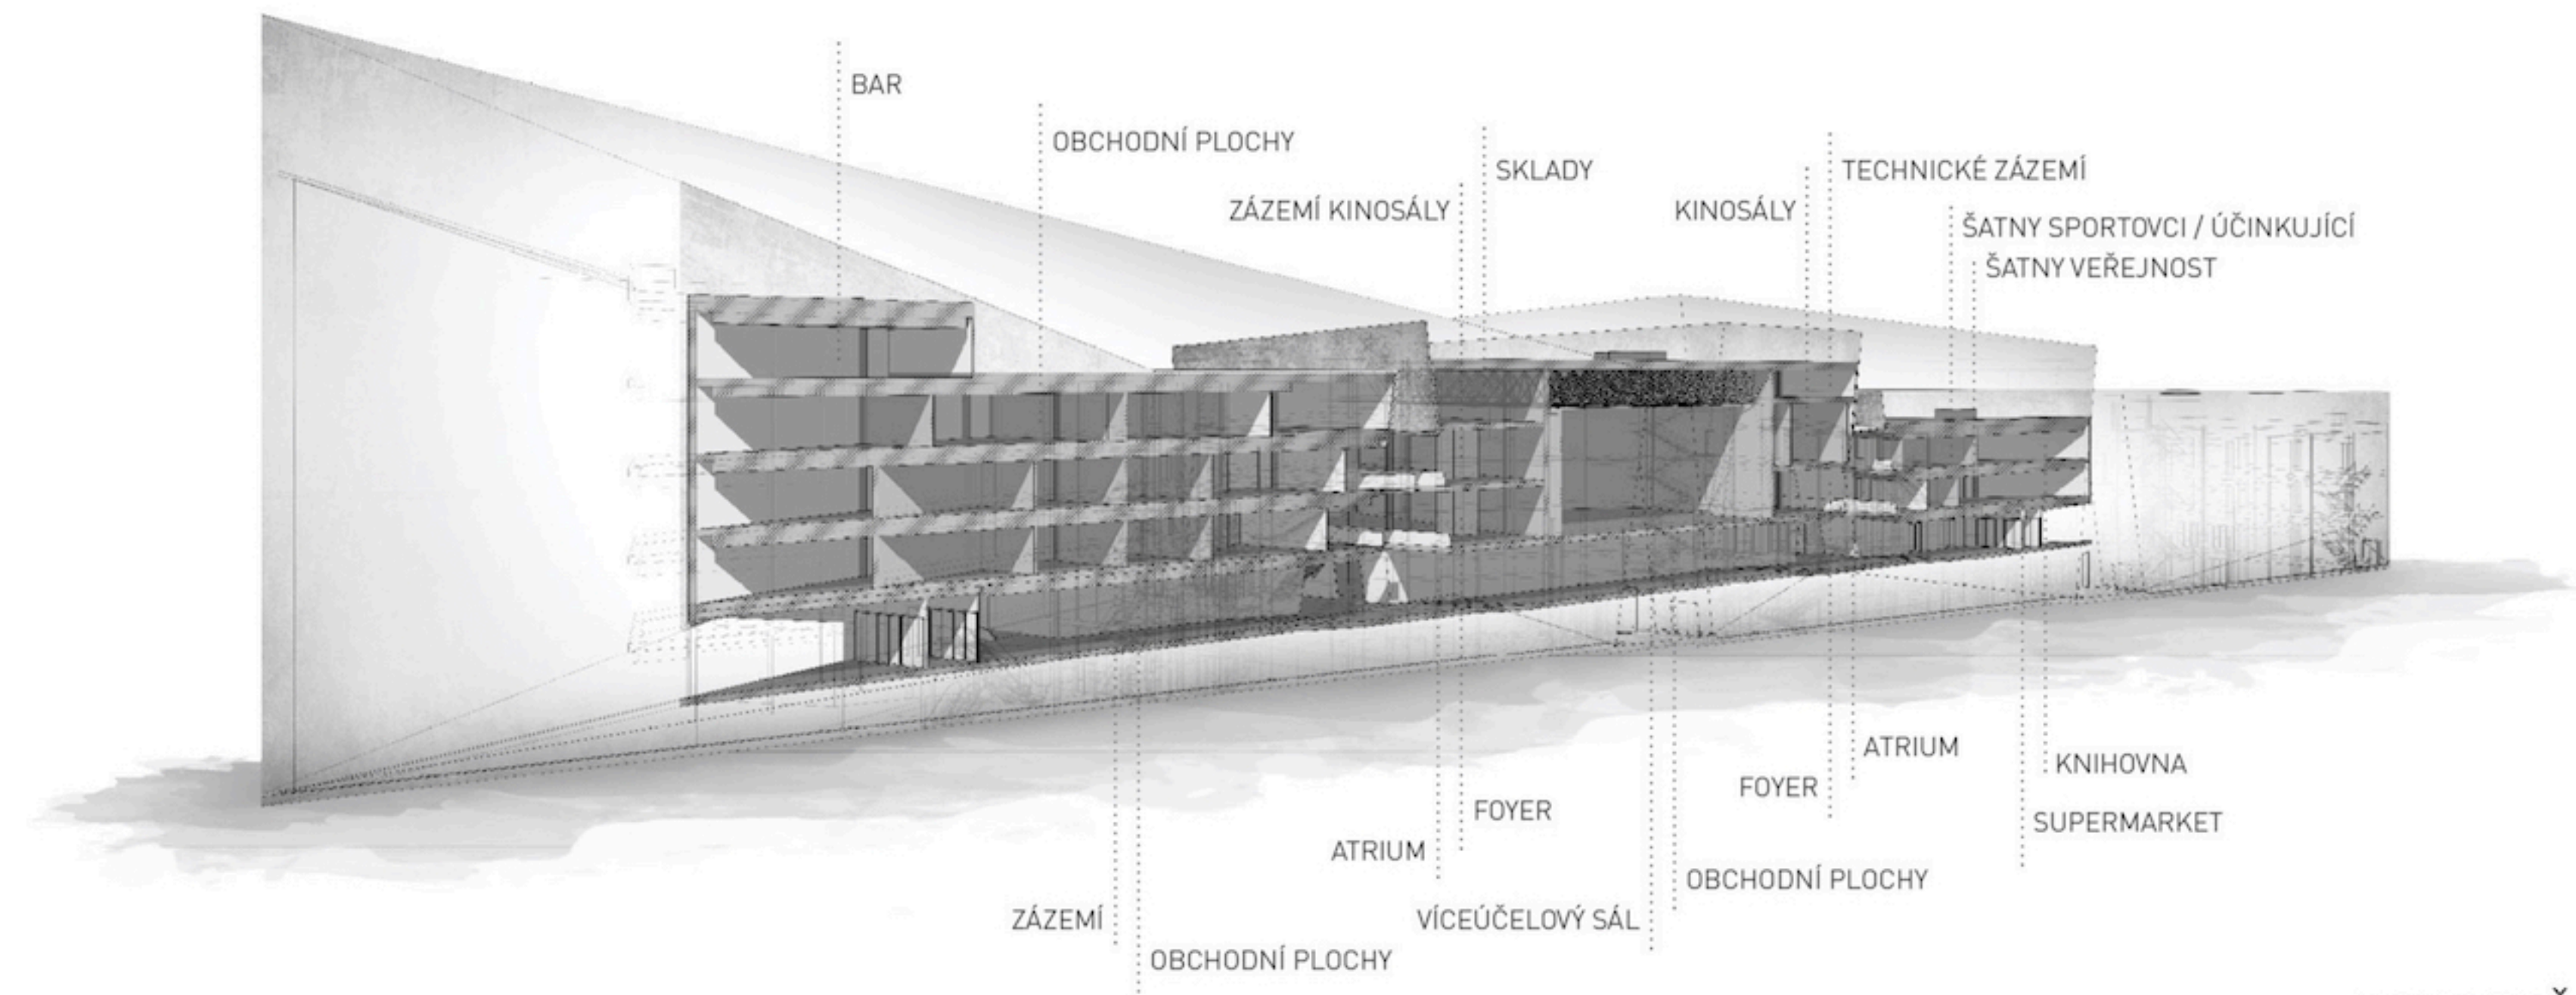 BAR
OBCHODNÍ PLOCHY
SKLADY
TECHNICKÉ ZÁZEMÍ
ZÁZEMÍ KINOSÁLY
KINOSÁLY
ŠATNY SPORTOVCI / ÚČINKUJÍCÍ
ŠATNY VEŘEJNOST
ATRIUM
KNIHOVNA
FOYER
FOYER
SUPERMARKET
ATRIUM
OBCHODNÍ PLOCHY
ZÁZEMÍ
VÍCEÚČELOVÝ SÁL
OBCHODNÍ PLOCHY